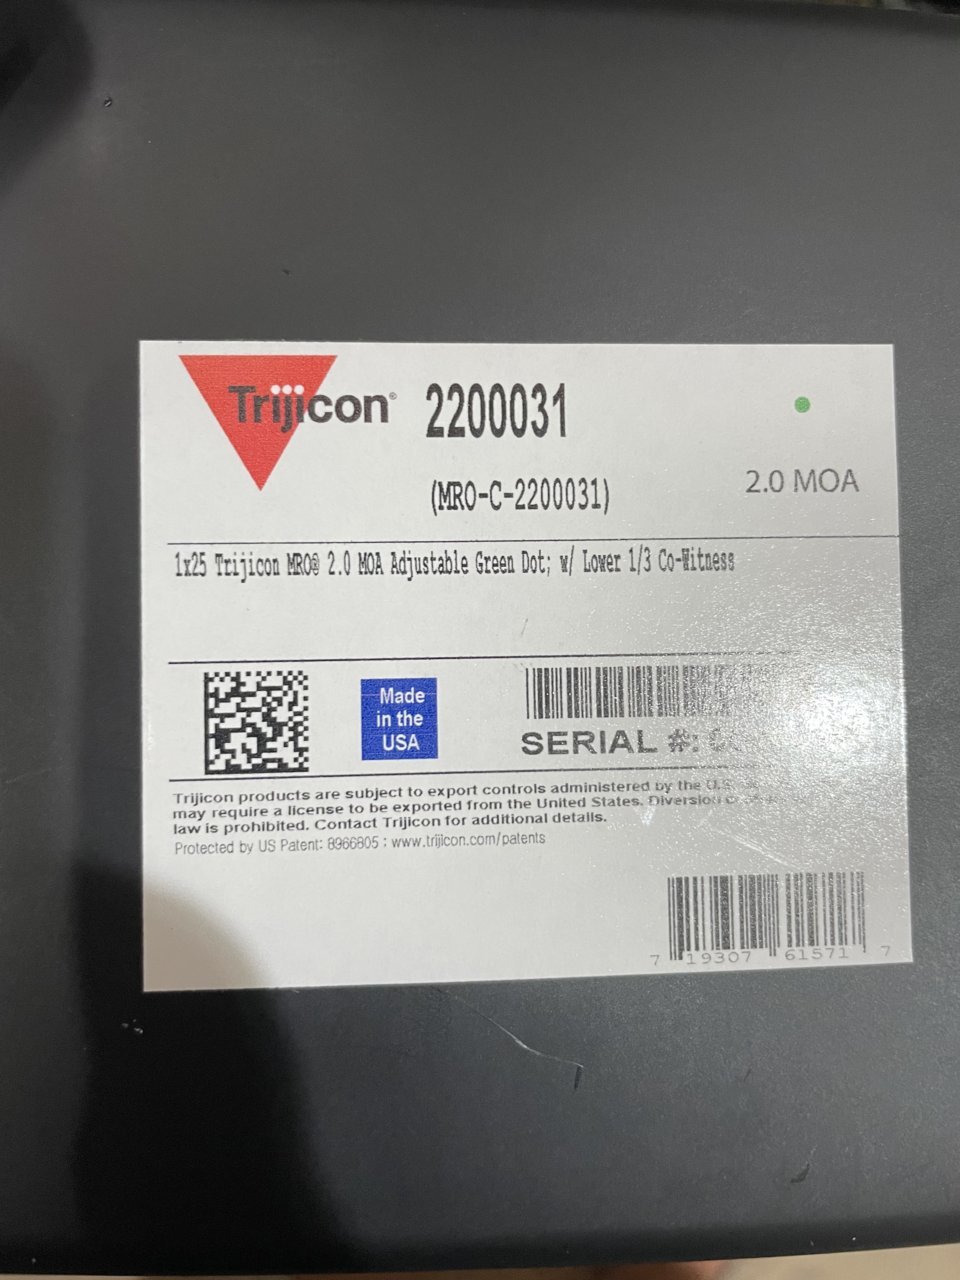 Trijicon®
2200031
(MRO-C-2200031)
2.0 MOA
1x25 Trijicon MRO® 2.0 MOA Adjustable Green Dot; w/ Lower 1/3 Co-Witness
Made
in the
USA
SERIAL #:
Trijicon products are subject to export controls administered by the U.S.
may require a license to be exported from the United States. Diversion
law is prohibited. Contact Trijicon for additional details.
Protected by US Patent: 8966805 : www.trijicon.com/patents
7 19307 61571 7